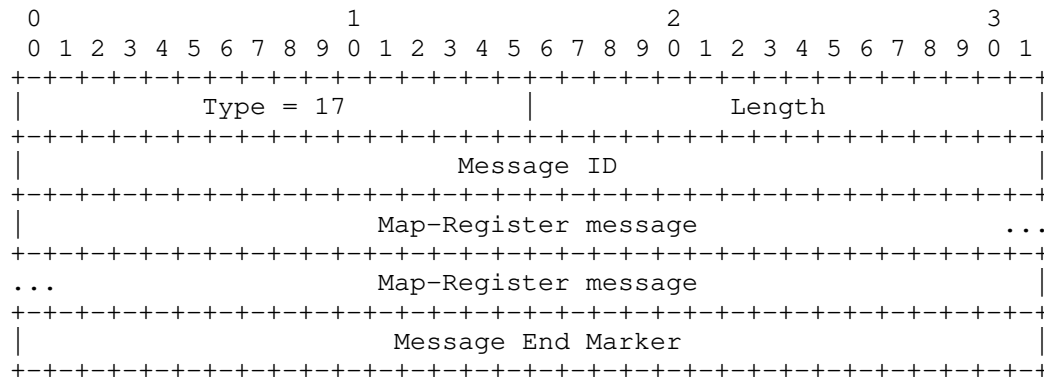 0                   1                   2                   3
0 1 2 3 4 5 6 7 8 9 0 1 2 3 4 5 6 7 8 9 0 1 2 3 4 5 6 7 8 9 0 1
+-+-+-+-+-+-+-+-+-+-+-+-+-+-+-+-+-+-+-+-+-+-+-+-+-+-+-+-+-+-+-+-+
|           Type = 17           |            Length             |
+-+-+-+-+-+-+-+-+-+-+-+-+-+-+-+-+-+-+-+-+-+-+-+-+-+-+-+-+-+-+-+-+
|                           Message ID                          |
+-+-+-+-+-+-+-+-+-+-+-+-+-+-+-+-+-+-+-+-+-+-+-+-+-+-+-+-+-+-+-+-+
|                      Map-Register message                   ...
+-+-+-+-+-+-+-+-+-+-+-+-+-+-+-+-+-+-+-+-+-+-+-+-+-+-+-+-+-+-+-+-+
...                    Map-Register message                     |
+-+-+-+-+-+-+-+-+-+-+-+-+-+-+-+-+-+-+-+-+-+-+-+-+-+-+-+-+-+-+-+-+
|                       Message End Marker                      |
+-+-+-+-+-+-+-+-+-+-+-+-+-+-+-+-+-+-+-+-+-+-+-+-+-+-+-+-+-+-+-+-+